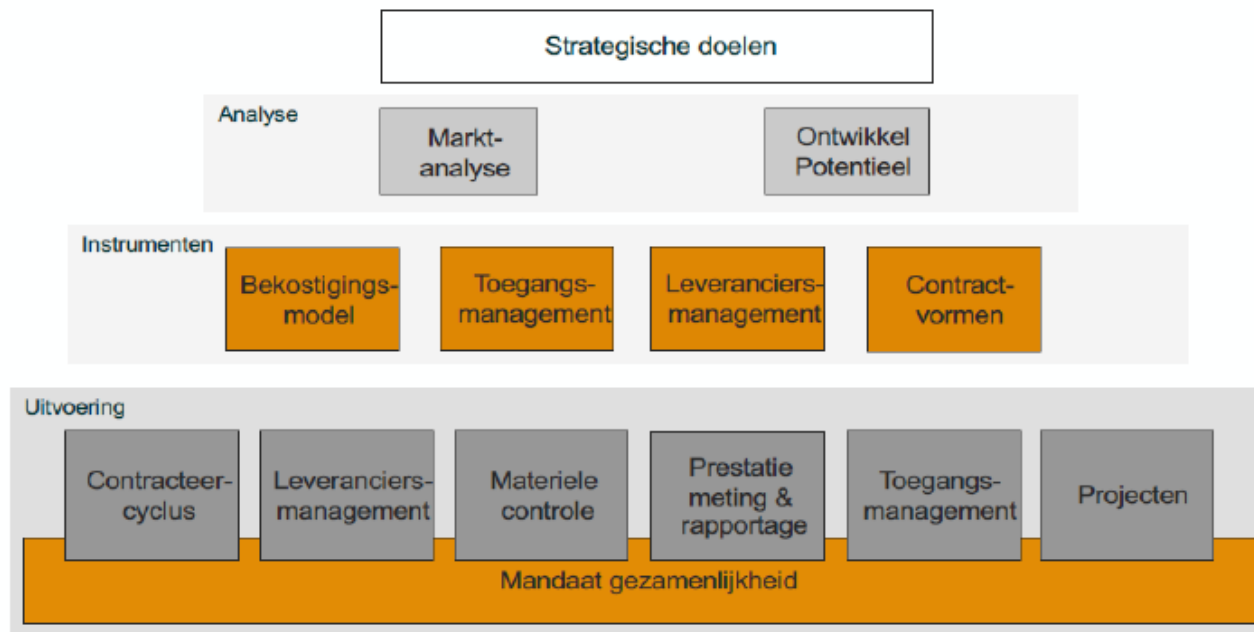 Strategische doelen
Analyse
Markt-
analyse
Ontwikkel
Potentieel
Instrumenten
Bekostigings-
model
Toegangs-
management
Leveranciers-
management
Contract-
vormen
Uitvoering
Contracteer-
cyclus
Leveranciers-
management
Materiele
controle
Prestatie
meting &
rapportage
Toegangs-
management
Projecten
Mandaat gezamenlijkheid